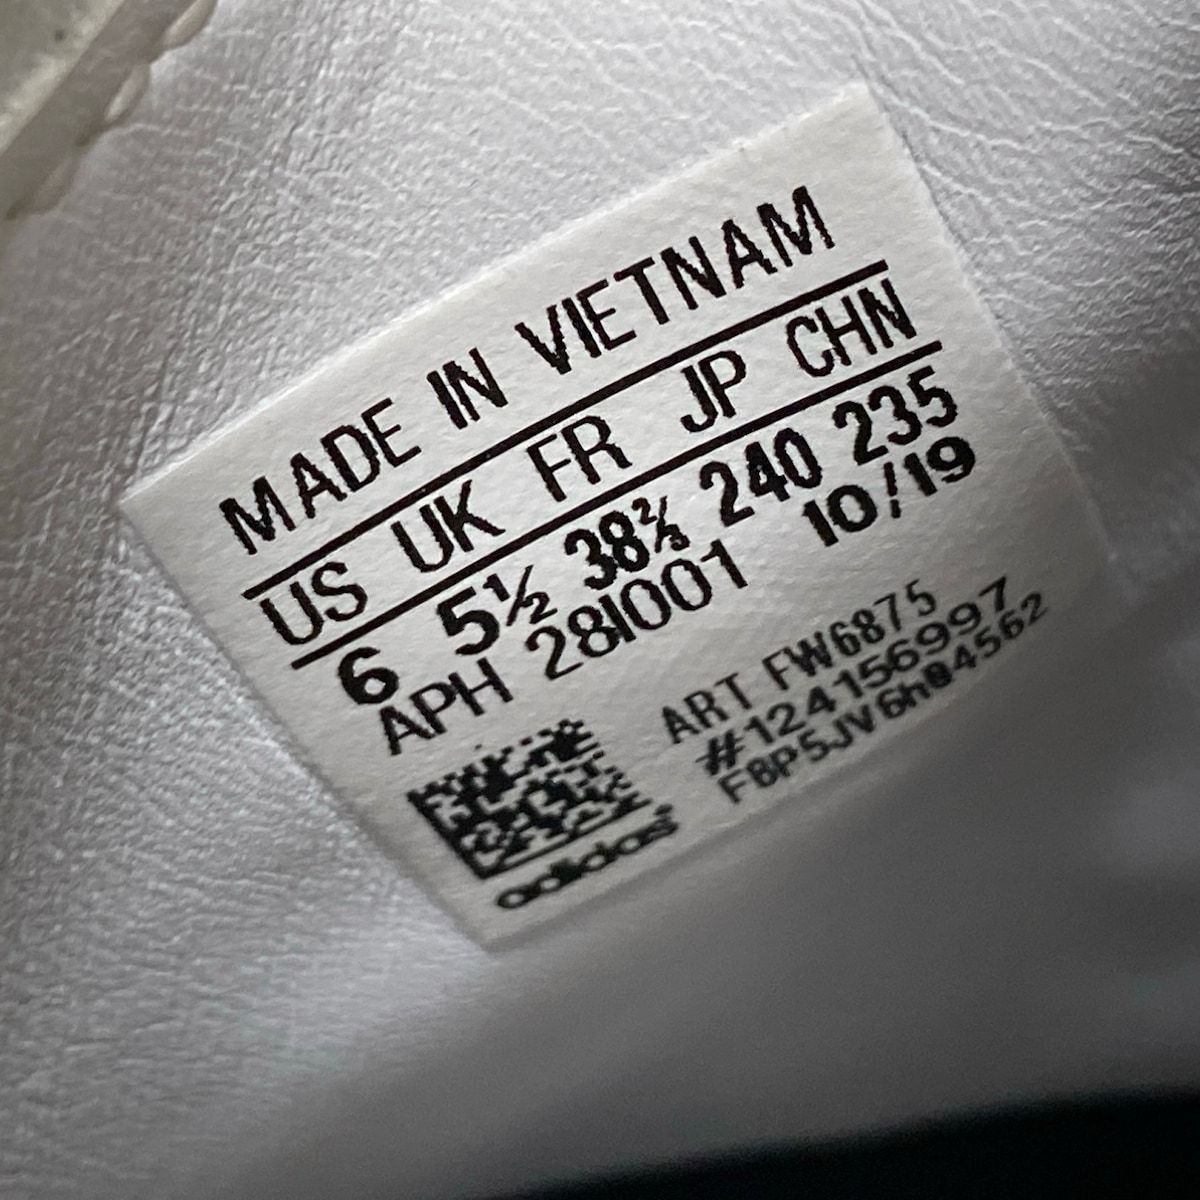 MADE IN VIETNAM
US UK FR JP CHN
6 5½ 38⅔ 240 235
APH 28I001 10/19
ART FW6875
#124156997
F8P5JV6h04562
adidas